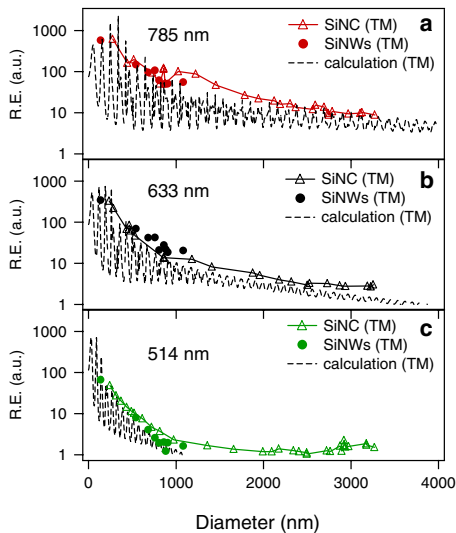 a
785 nm
SiNC (TM)
SiNWs (TM)
calculation (TM)
R.E. (a.u.)
1000
100
10
1
b
633 nm
SiNC (TM)
SiNWs (TM)
calculation (TM)
R.E. (a.u.)
1000
100
10
1
c
514 nm
SiNC (TM)
SiNWs (TM)
calculation (TM)
R.E. (a.u.)
1000
100
10
1
0 1000 2000 3000 4000
Diameter (nm)